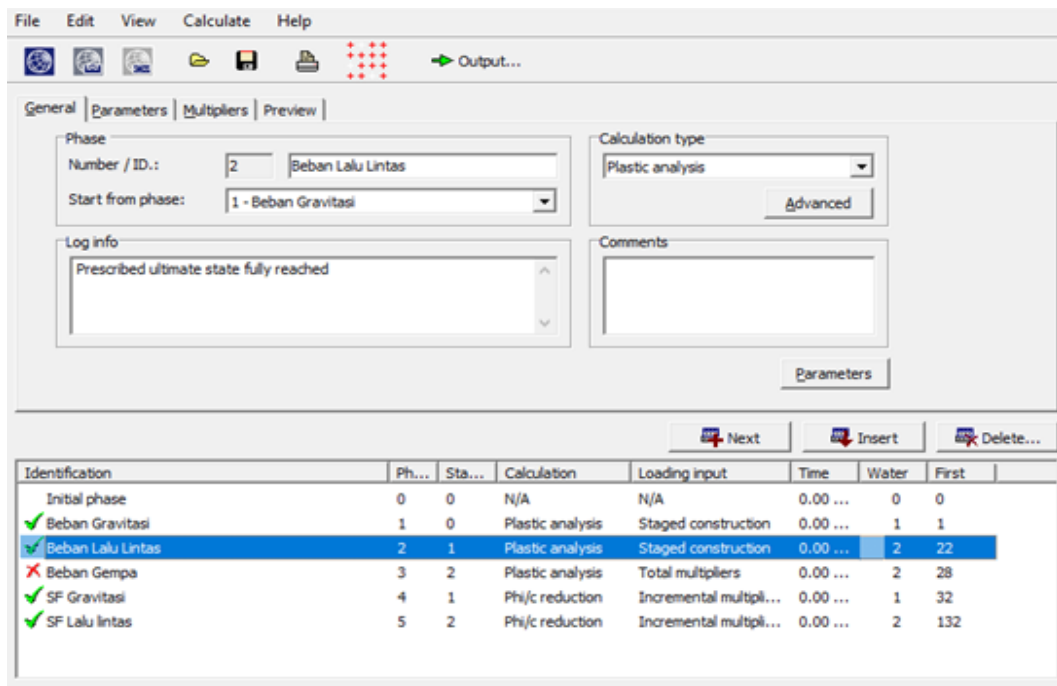 File Edit View Calculate Help
Output...
General Parameters Multipliers Preview
Phase
Number / ID.: 2 Beban Lalu Lintas
Start from phase: 1 - Beban Gravitasi
Calculation type
Plastic analysis
Advanced
Log info
Prescribed ultimate state fully reached
Comments
Parameters
Next Insert Delete...
Identification Ph... Sta... Calculation Loading input Time Water First
Initial phase 0 0 N/A N/A 0.00 ... 0 0
Beban Gravitasi 1 0 Plastic analysis Staged construction 0.00 ... 1 1
Beban Lalu Lintas 2 1 Plastic analysis Staged construction 0.00 ... 2 22
Beban Gempa 3 2 Plastic analysis Total multipliers 0.00 ... 2 28
SF Gravitasi 4 1 Phi/c reduction Incremental multipli... 0.00 ... 1 32
SF Lalu lintas 5 2 Phi/c reduction Incremental multipli... 0.00 ... 2 132